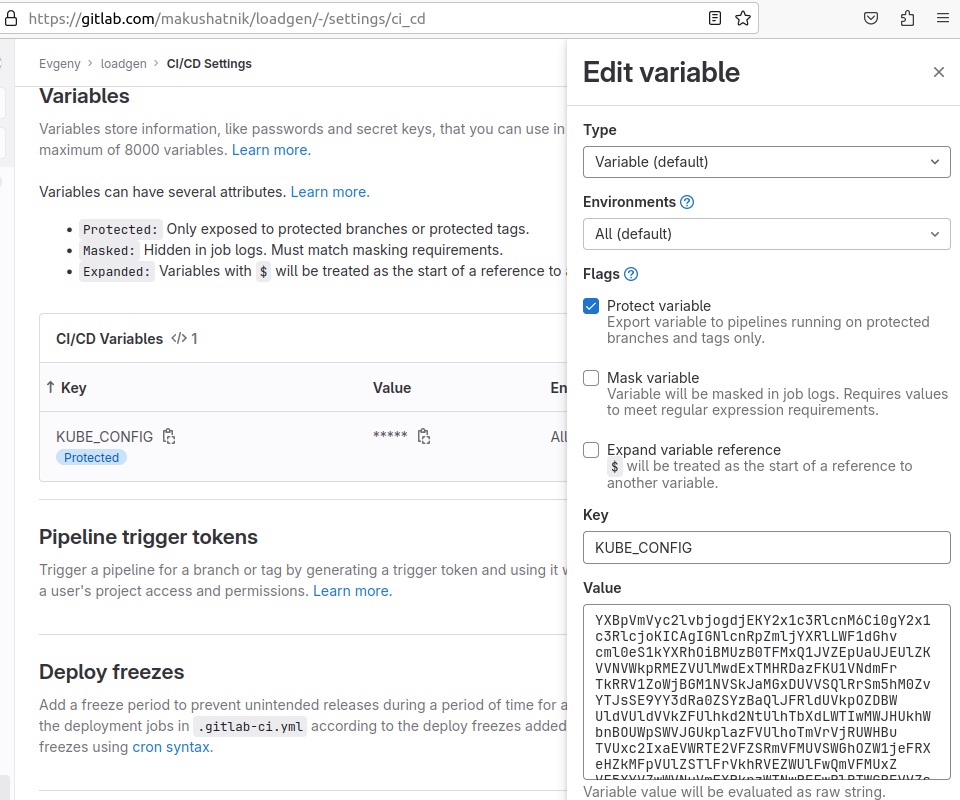 https://gitlab.com/makushatnik/loadgen/-/settings/ci_cd
Evgeny › loadgen › CI/CD Settings
Variables
Variables store information, like passwords and secret keys, that you can use in
maximum of 8000 variables. Learn more.
Variables can have several attributes. Learn more.
• Protected: Only exposed to protected branches or protected tags.
• Masked: Hidden in job logs. Must match masking requirements.
• Expanded: Variables with $ will be treated as the start of a reference to
CI/CD Variables </> 1
↑ Key Value En
KUBE_CONFIG ***** All
Protected
Pipeline trigger tokens
Trigger a pipeline for a branch or tag by generating a trigger token and using it
a user's project access and permissions. Learn more.
Deploy freezes
Add a freeze period to prevent unintended releases during a period of time for a
the deployment jobs in .gitlab-ci.yml according to the deploy freezes added
freezes using cron syntax.
Edit variable
Type
Variable (default)
Environments
All (default)
Flags
Protect variable
Export variable to pipelines running on protected
branches and tags only.
Mask variable
Variable will be masked in job logs. Requires values
to meet regular expression requirements.
Expand variable reference
$ will be treated as the start of a reference to
another variable.
Key
KUBE_CONFIG
Value
YXBpVmVyc2lvbjogdjEKY2x1c3RlcnM6Ci0gY2x1
c3RlcjoKICAgIGNlcnRpZmljYXRlLWF1dGhv
cml0eS1kYXRhOiBMUzB0TFMxQ1JVZEpUaUJEUlZK
VVNVWkpRMEZVUlMwdExTMHRDazFKU1VNdmFr
TkRRV1ZoWjBGM1NVSkJaMGxDUVVSQlRrSm5hM0Zv
YTJsSE9YY3dRa0ZSYzBaQlJFRldUVkpOZDBW
UldVUldVVkZFUlhkd2NtUlhTbXdLWTIwMWJHUkhW
bnBOUWpSWVJGUkplazFVUlhoTmVrVjRUWHBu
TVUxc2IxaEVWRTE2VFZSRmVFMUVSWGhOZW1jeFRX
eHZkMFpVUlZSTlFrVkhRVEZWUlFwQmVFMUxZ
Variable value will be evaluated as raw string.